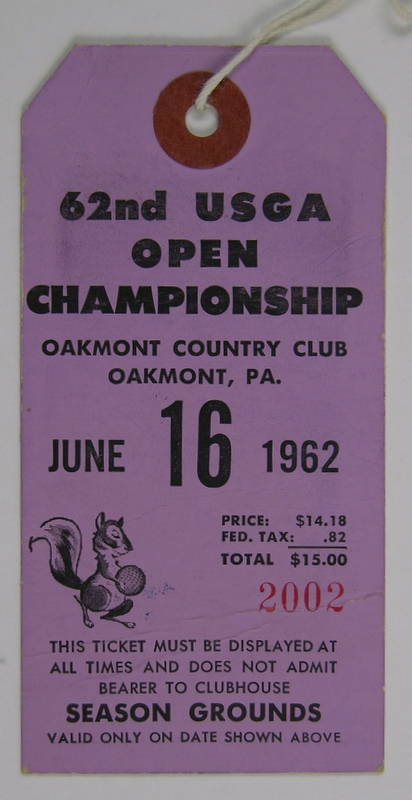 62nd USGA
OPEN
CHAMPIONSHIP
OAKMONT COUNTRY CLUB
OAKMONT, PA.
JUNE 16 1962
PRICE: $14.18
FED. TAX: .82
TOTAL $15.00
2002
THIS TICKET MUST BE DISPLAYED AT
ALL TIMES AND DOES NOT ADMIT
BEARER TO CLUBHOUSE
SEASON GROUNDS
VALID ONLY ON DATE SHOWN ABOVE